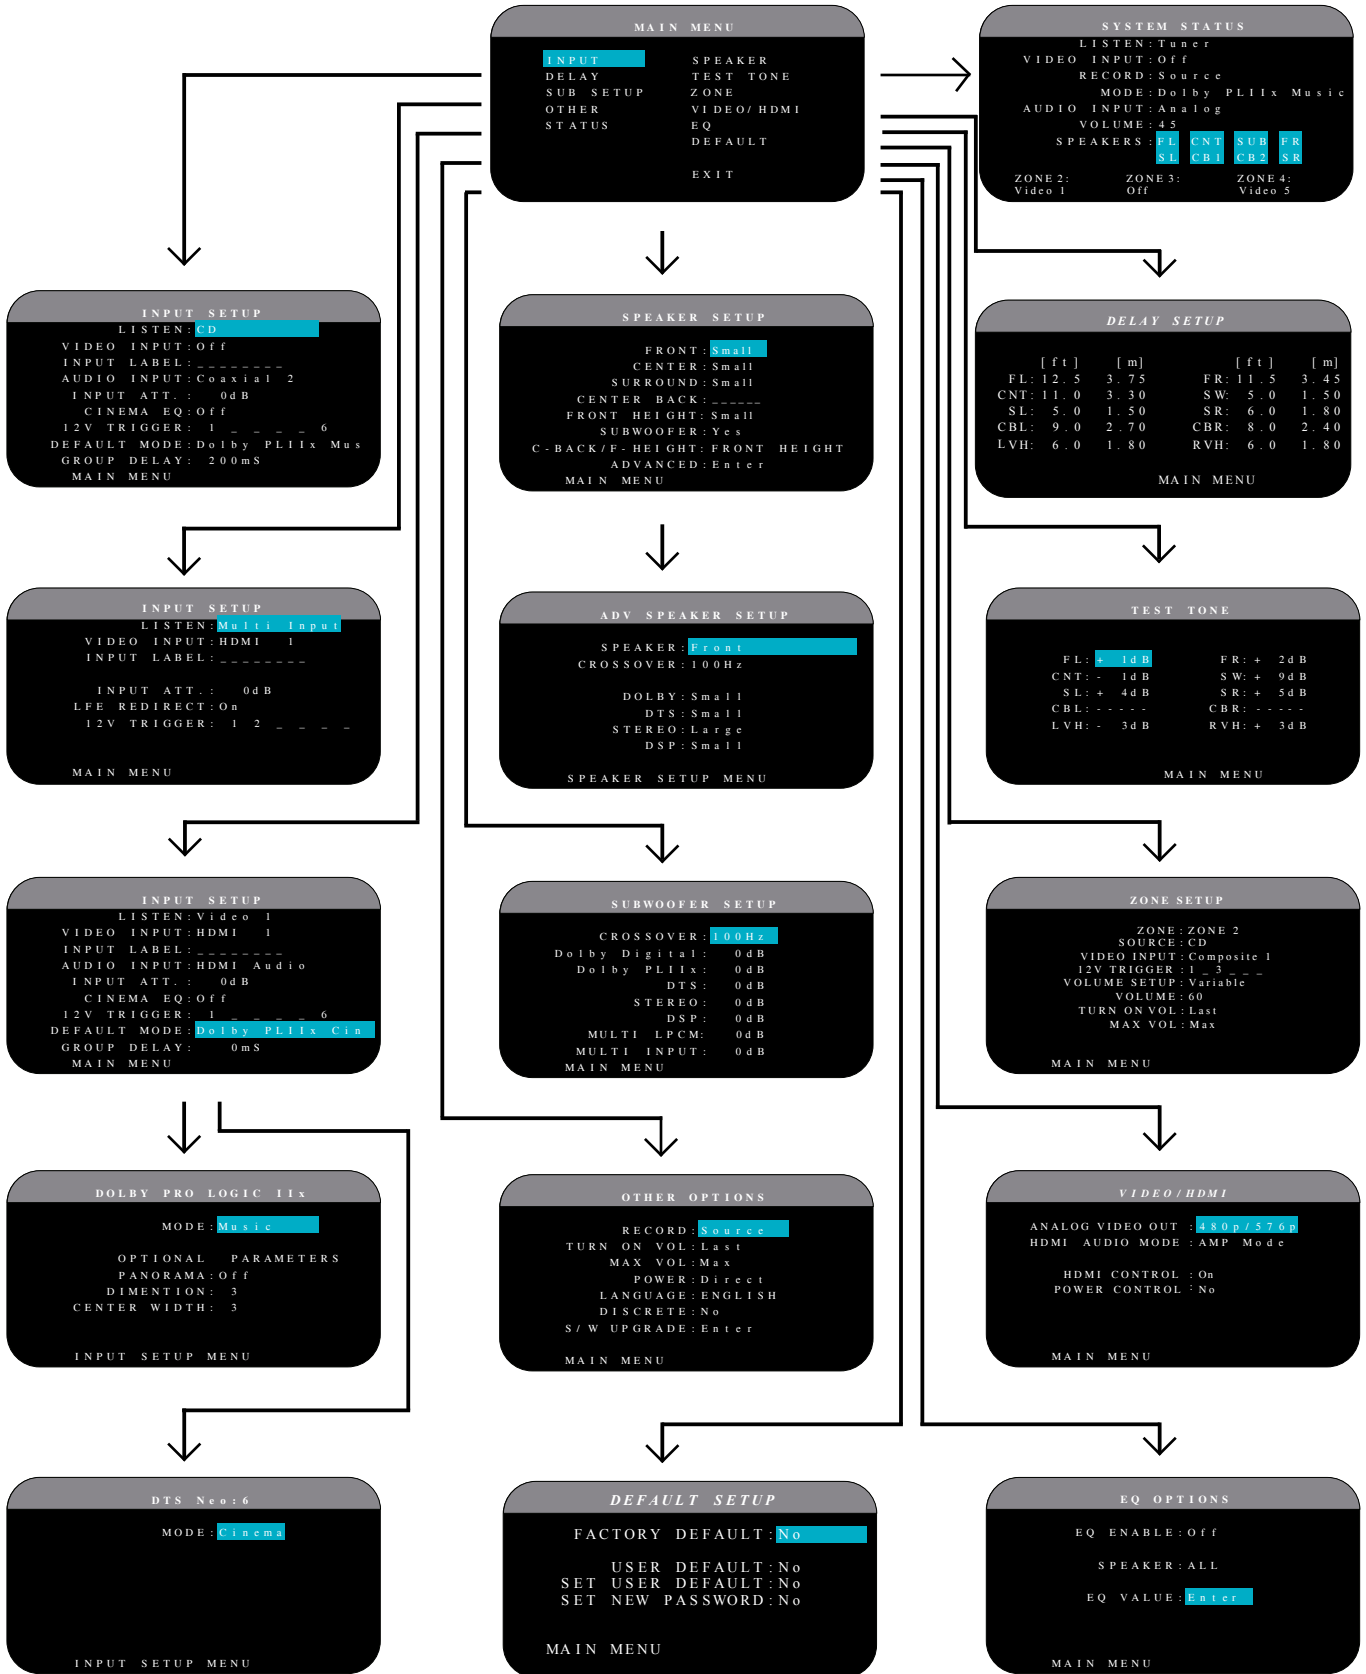 MAIN MENU
INPUT SPEAKER
DELAY TEST TONE
SUB SETUP ZONE
OTHER VIDEO/HDMI
STATUS EQ
DEFAULT
EXIT
SYSTEM STATUS
LISTEN:Tuner
VIDEO INPUT:Off
RECORD:Source
MODE:Dolby PLIIx Music
AUDIO INPUT:Analog
VOLUME:45
SPEAKERS:FL CNT SUB FR
SL CB1 CB2 SR
ZONE2: ZONE3: ZONE4:
Video 1 Off Video 5
INPUT SETUP
LISTEN:CD
VIDEO INPUT:Off
INPUT LABEL:________
AUDIO INPUT:Coaxial 2
INPUT ATT.: 0dB
CINEMA EQ:Off
12V TRIGGER: 1 _ _ _ _ 6
DEFAULT MODE:Dolby PLIIx Mus
GROUP DELAY: 200mS
MAIN MENU
SPEAKER SETUP
FRONT:Small
CENTER:Small
SURROUND:Small
CENTER BACK:______
FRONT HEIGHT:Small
SUBWOOFER:Yes
C-BACK/F-HEIGHT:FRONT HEIGHT
ADVANCED:Enter
MAIN MENU
DELAY SETUP
[ft] [m] [ft] [m]
FL:12.5 3.75 FR:11.5 3.45
CNT:11.0 3.30 SW: 5.0 1.50
SL: 5.0 1.50 SR: 6.0 1.80
CBL: 9.0 2.70 CBR: 8.0 2.40
LVH: 6.0 1.80 RVH: 6.0 1.80
MAIN MENU
INPUT SETUP
LISTEN:Multi Input
VIDEO INPUT:HDMI 1
INPUT LABEL:________
INPUT ATT.: 0dB
LFE REDIRECT:On
12V TRIGGER: 1 2 _ _ _ _
MAIN MENU
ADV SPEAKER SETUP
SPEAKER:Front
CROSSOVER:100Hz
DOLBY:Small
DTS:Small
STEREO:Large
DSP:Small
SPEAKER SETUP MENU
TEST TONE
FL:+ 1dB FR:+ 2dB
CNT:- 1dB SW:+ 9dB
SL:+ 4dB SR:+ 5dB
CBL:----- CBR:-----
LVH:- 3dB RVH:+ 3dB
MAIN MENU
INPUT SETUP
LISTEN:Video 1
VIDEO INPUT:HDMI 1
INPUT LABEL:________
AUDIO INPUT:HDMI Audio
INPUT ATT.: 0dB
CINEMA EQ:Off
12V TRIGGER: 1 _ _ _ _ 6
DEFAULT MODE:Dolby PLIIx Cin
GROUP DELAY: 0mS
MAIN MENU
SUBWOOFER SETUP
CROSSOVER:100Hz
Dolby Digital: 0dB
Dolby PLIIx: 0dB
DTS: 0dB
STEREO: 0dB
DSP: 0dB
MULTI LPCM: 0dB
MULTI INPUT: 0dB
MAIN MENU
ZONE SETUP
ZONE:ZONE 2
SOURCE:CD
VIDEO INPUT:Composite 1
12V TRIGGER:1 _ 3 _ _ _
VOLUME SETUP:Variable
VOLUME:60
TURN ON VOL:Last
MAX VOL:Max
MAIN MENU
DOLBY PRO LOGIC IIx
MODE:Music
OPTIONAL PARAMETERS
PANORAMA:Off
DIMENTION: 3
CENTER WIDTH: 3
INPUT SETUP MENU
OTHER OPTIONS
RECORD:Source
TURN ON VOL:Last
MAX VOL:Max
POWER:Direct
LANGUAGE:ENGLISH
DISCRETE:No
S/W UPGRADE:Enter
MAIN MENU
VIDEO/HDMI
ANALOG VIDEO OUT :480p/576p
HDMI AUDIO MODE :AMP Mode
HDMI CONTROL :On
POWER CONTROL :No
MAIN MENU
DTS Neo:6
MODE:Cinema
INPUT SETUP MENU
DEFAULT SETUP
FACTORY DEFAULT:No
USER DEFAULT:No
SET USER DEFAULT:No
SET NEW PASSWORD:No
MAIN MENU
EQ OPTIONS
EQ ENABLE:Off
SPEAKER:ALL
EQ VALUE:Enter
MAIN MENU